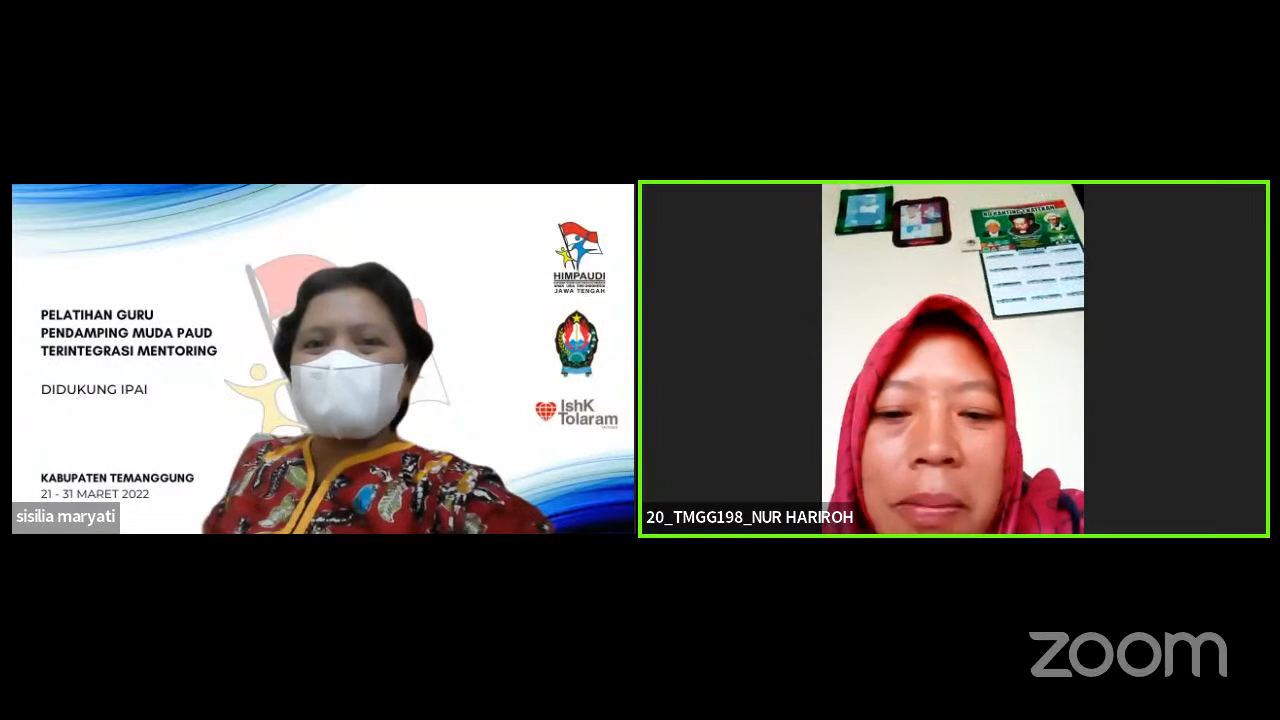 PELATIHAN GURU
PENDAMPING MUDA PAUD
TERINTEGRASI MENTORING
DIDUKUNG IPAI
KABUPATEN TEMANGGUNG
21 - 31 MARET 2022
sisilia maryati
HIMPAUDI
JAWA TENGAH
IshK
Tolaram
20_TMGG198_NUR HARIROH
zoom